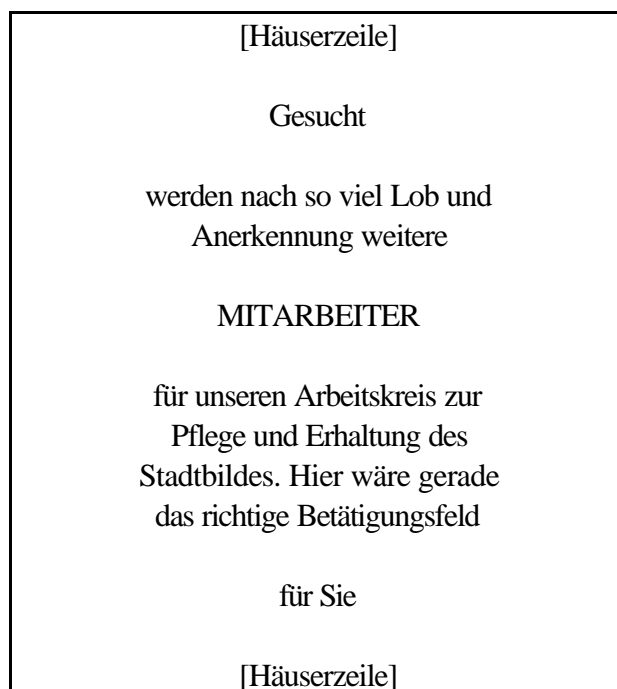 [Häuserzeile]
Gesucht
werden nach so viel Lob und
Anerkennung weitere
MITARBEITER
für unseren Arbeitskreis zur
Pflege und Erhaltung des
Stadtbildes. Hier wäre gerade
das richtige Betätigungsfeld
für Sie
[Häuserzeile]